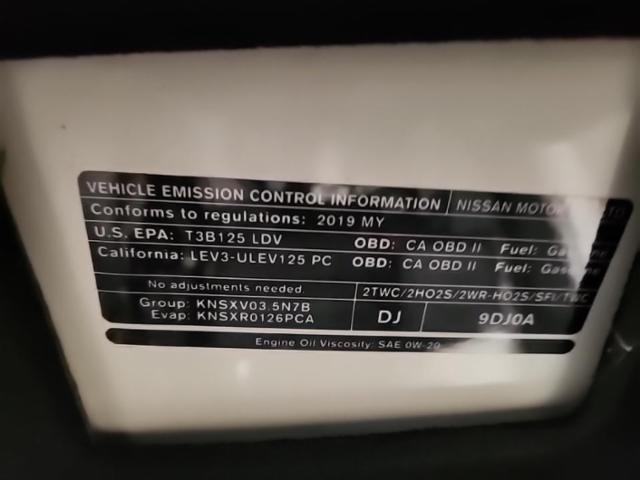 VEHICLE EMISSION CONTROL INFORMATION NISSAN MOTOR
Conforms to regulations: 2019 MY
U.S. EPA: T3B125 LDV OBD: CA OBD II Fuel:
California: LEV3-ULEV125 PC OBD: CA OBD II Fuel: Gasoline
No adjustments needed. 2TWC/2HO2S/2WR-HO2S/SFI/TWC
Group: KNSXV03.5N7B
Evap: KNSXR0126PCA
DJ 9DJ0A
Engine Oil Viscosity: SAE 0W-20